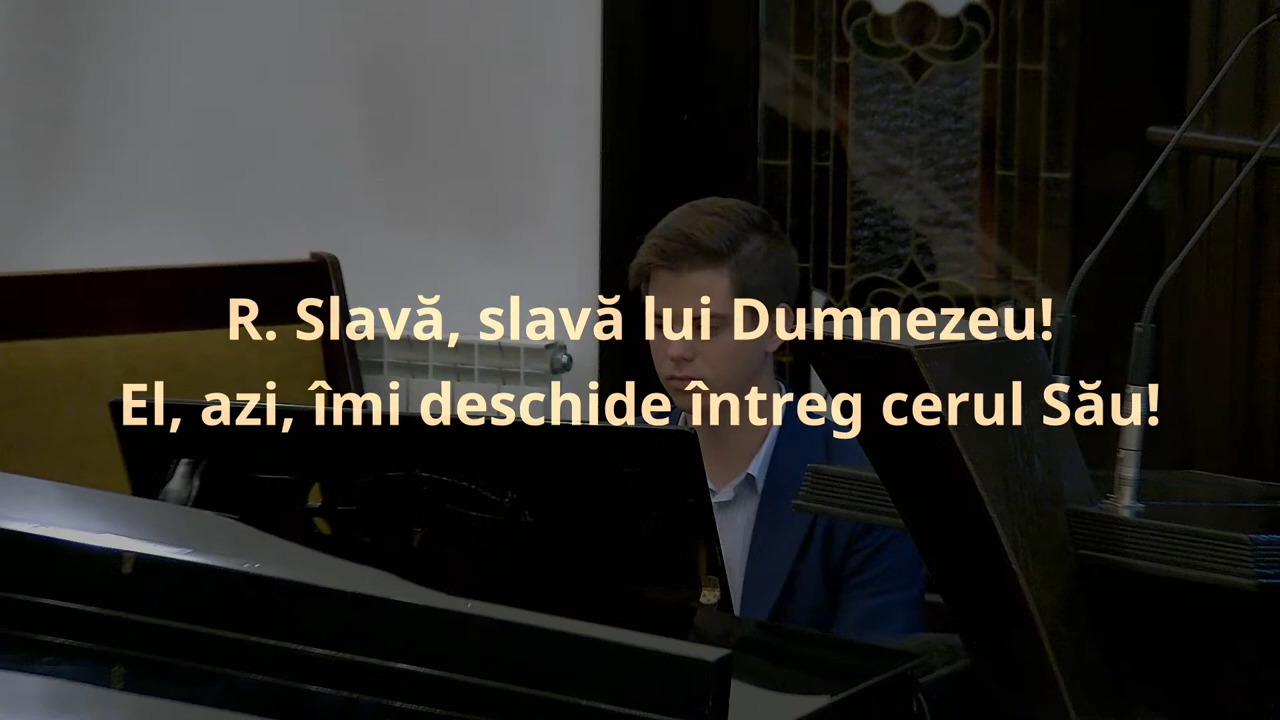 R. Slavă, slavă lui Dumnezeu!
El, azi, îmi deschide întreg cerul Său!